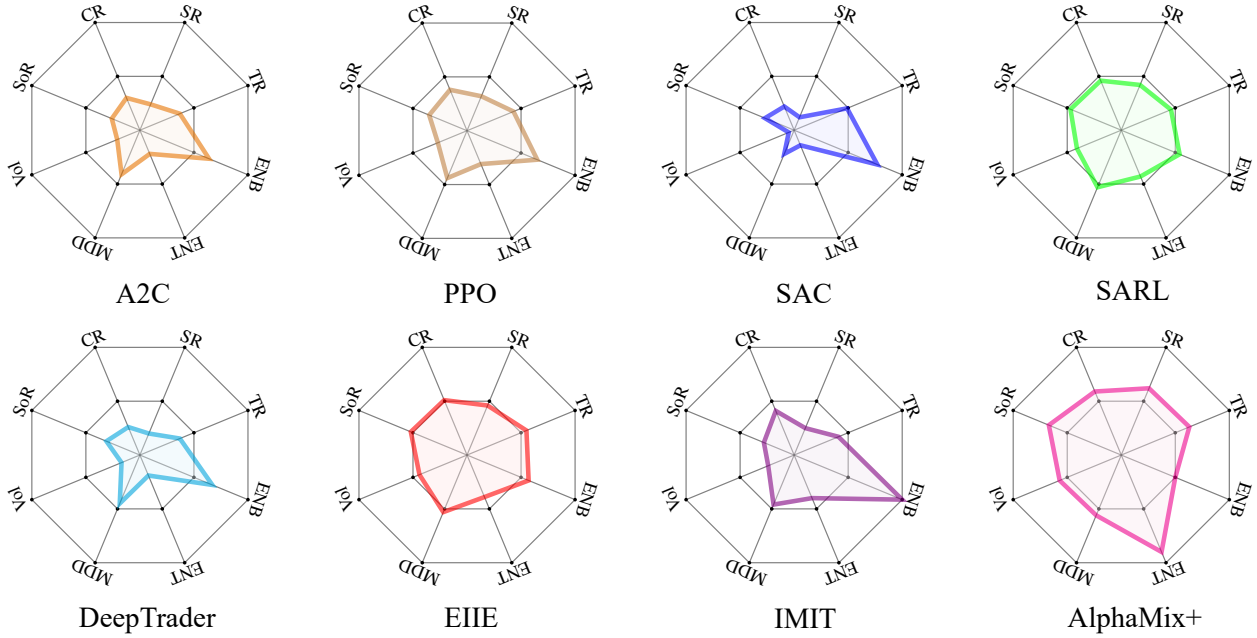 CR SR
SoR TR
Vol ENB
MDD ENT
A2C
CR SR
SoR TR
Vol ENB
MDD ENT
PPO
CR SR
SoR TR
Vol ENB
MDD ENT
SAC
CR SR
SoR TR
Vol ENB
MDD ENT
SARL
CR SR
SoR TR
Vol ENB
MDD ENT
DeepTrader
CR SR
SoR TR
Vol ENB
MDD ENT
EIIE
CR SR
SoR TR
Vol ENB
MDD ENT
IMIT
CR SR
SoR TR
Vol ENB
MDD ENT
AlphaMix+